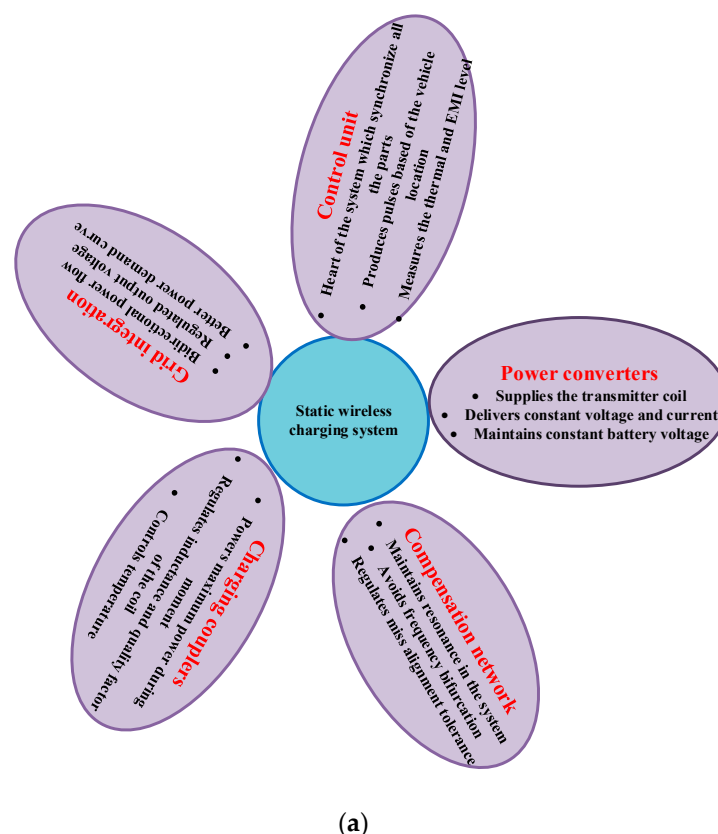 Control unit
• Heart of the system which synchronize all
the parts
• Produces pulses based of the vehicle
location
• Measures the thermal and EMI level
Power converters
• Supplies the transmitter coil
• Delivers constant voltage and current
• Maintains constant battery voltage
Compensation network
• Maintains resonance in the system
• Avoids frequency bifurcation
• Regulates miss alignment tolerance
Charging couplers
• Powers maximum power during
moment
• Regulates inductance and quality factor
of the coil
• Controls temperature
Grid integration
• Bidirectional power flow
• Regulated output voltage
• Better power demand curve
Static wireless
charging system
(a)